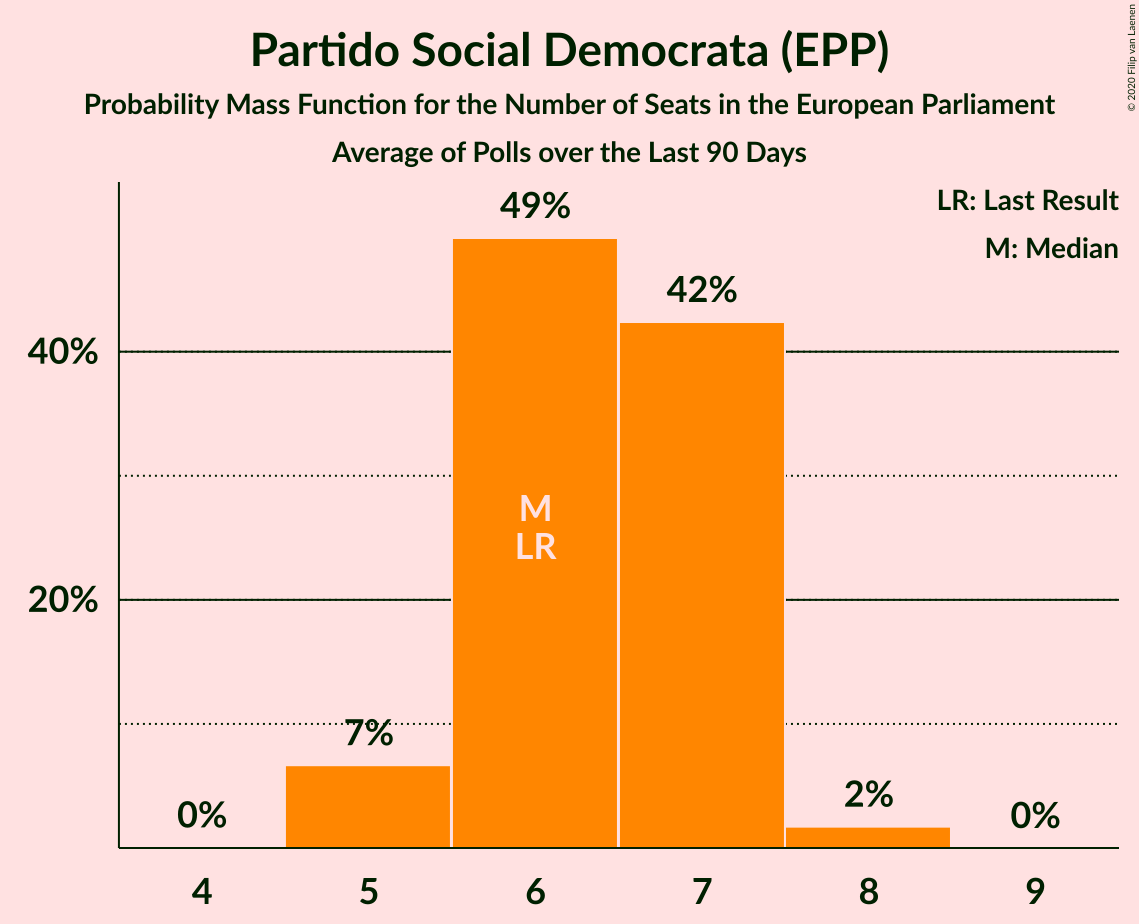 Partido Social Democrata (EPP)
Probability Mass Function for the Number of Seats in the European Parliament
Average of Polls over the Last 90 Days
© 2020 Filip van Laenen
LR: Last Result
M: Median
49%
42%
40%
M
LR
20%
7%
2%
0%
0%
4
5
6
7
8
9